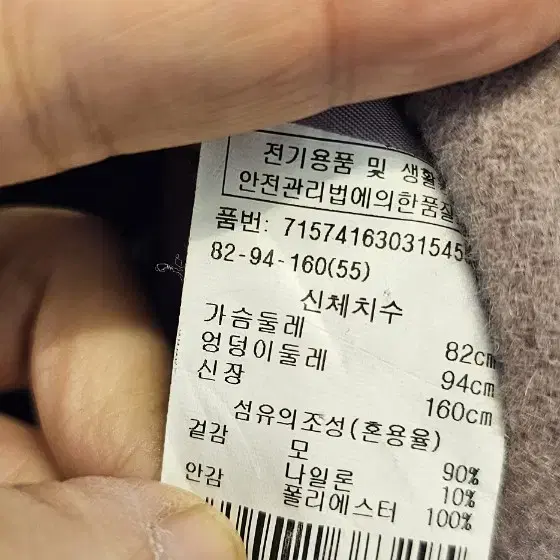 전기용품 및 생활
안전관리법에의한품질
품번: 71574163031545
82-94-160(55)
신체치수
가슴둘레 82cm
엉덩이둘레 94cm
신장 160cm
섬유의조성(혼용율)
겉감 모 90%
나일론 10%
안감 폴리에스터 100%